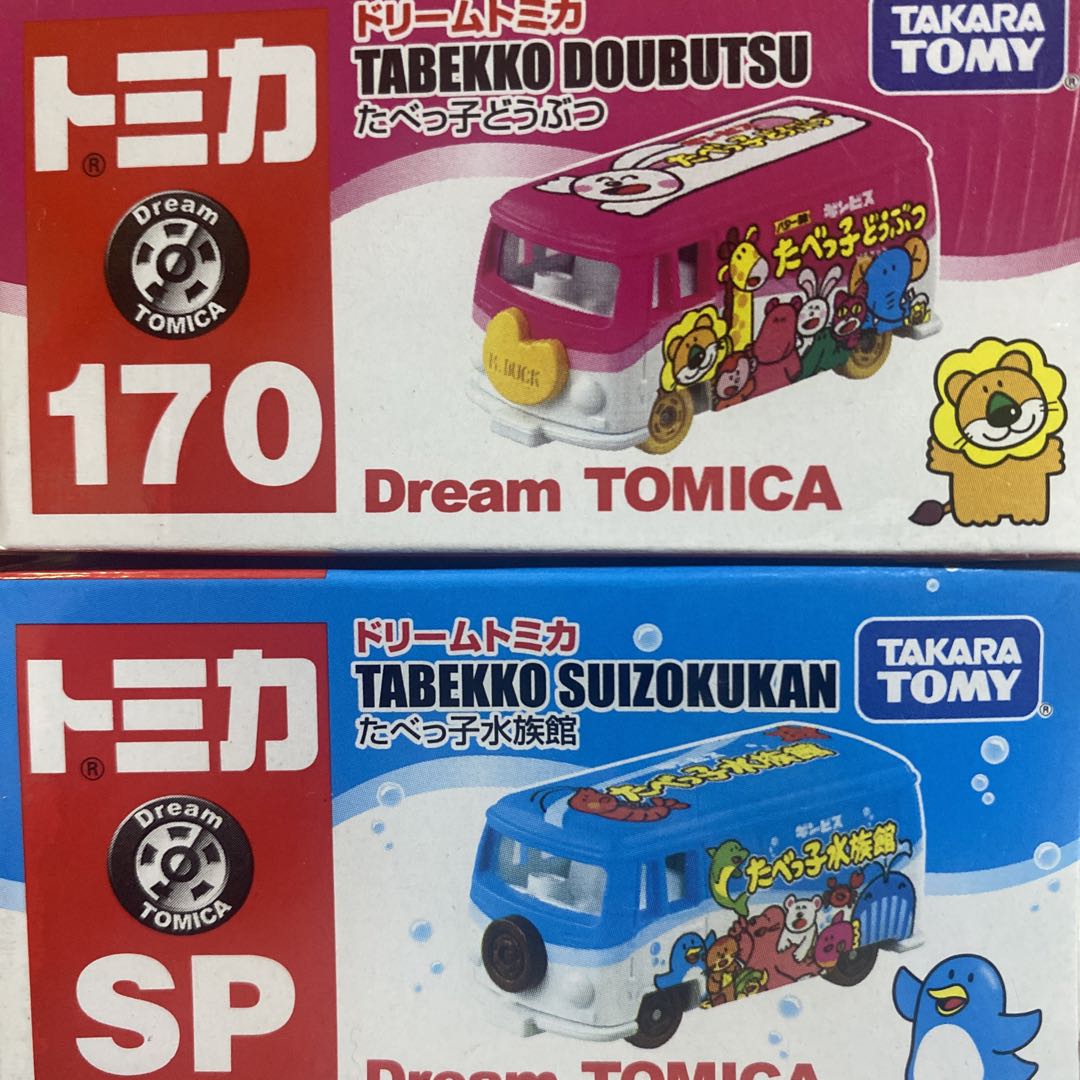 トミカ
®
Dream
TOMICA
170
ドリームトミカ
TABEKKO DOUBUTSU
たべっ子どうぶつ
TAKARA
TOMY
®
たべっ子どうぶつ
ギンビス
バター味
たべっ子どうぶつ
DUCK
Dream TOMICA
トミカ
®
Dream
TOMICA
SP
ドリームトミカ
TABEKKO SUIZOKUKAN
たべっ子水族館
TAKARA
TOMY
®
たべっ子水族館
ギンビス
たべっ子水族館
Dream TOMICA